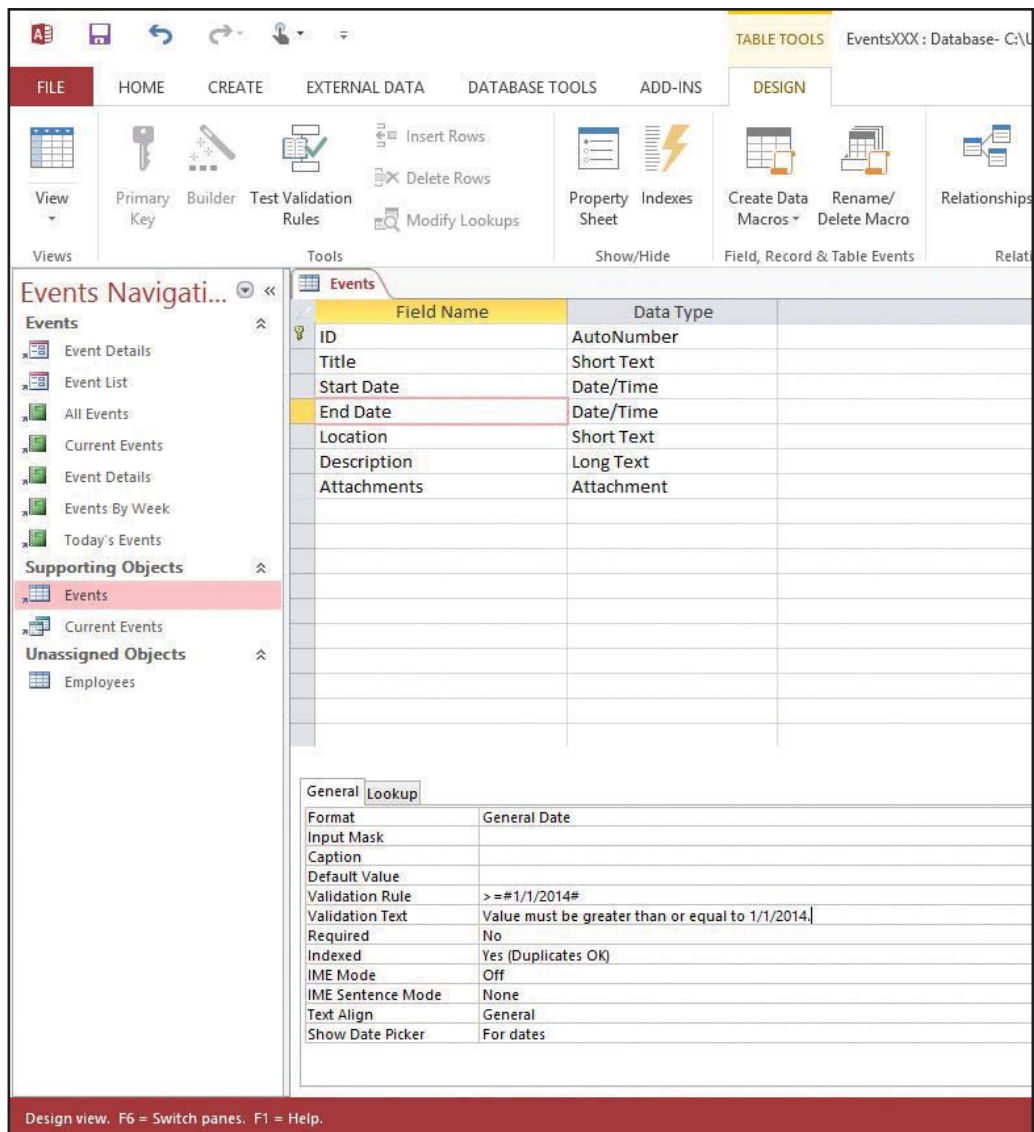 TABLE TOOLS EventsXXX : Database- C:\U
FILE HOME CREATE EXTERNAL DATA DATABASE TOOLS ADD-INS DESIGN
View
Primary Key
Builder
Test Validation Rules
Insert Rows
Delete Rows
Modify Lookups
Property Sheet
Indexes
Create Data Macros
Rename/ Delete Macro
Relationships
Views Tools Show/Hide Field, Record & Table Events Relati
Events Navigati... «
Events
Event Details
Event List
All Events
Current Events
Event Details
Events By Week
Today's Events
Supporting Objects
Events
Current Events
Unassigned Objects
Employees
Events
Field Name Data Type
ID AutoNumber
Title Short Text
Start Date Date/Time
End Date Date/Time
Location Short Text
Description Long Text
Attachments Attachment
General Lookup
Format General Date
Input Mask
Caption
Default Value
Validation Rule >=#1/1/2014#
Validation Text Value must be greater than or equal to 1/1/2014.
Required No
Indexed Yes (Duplicates OK)
IME Mode Off
IME Sentence Mode None
Text Align General
Show Date Picker For dates
Design view. F6 = Switch panes. F1 = Help.